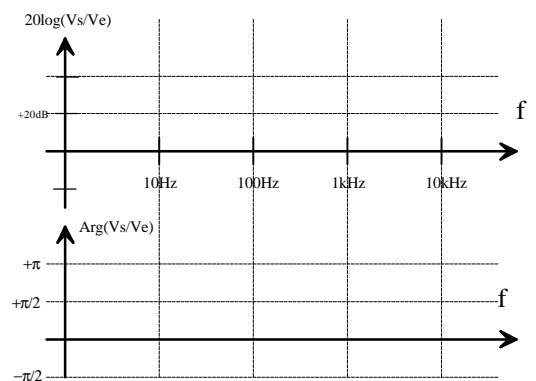 20log(Vs/Ve)
+20dB
f
10Hz 100Hz 1kHz 10kHz
Arg(Vs/Ve)
+π
+π/2
f
−π/2